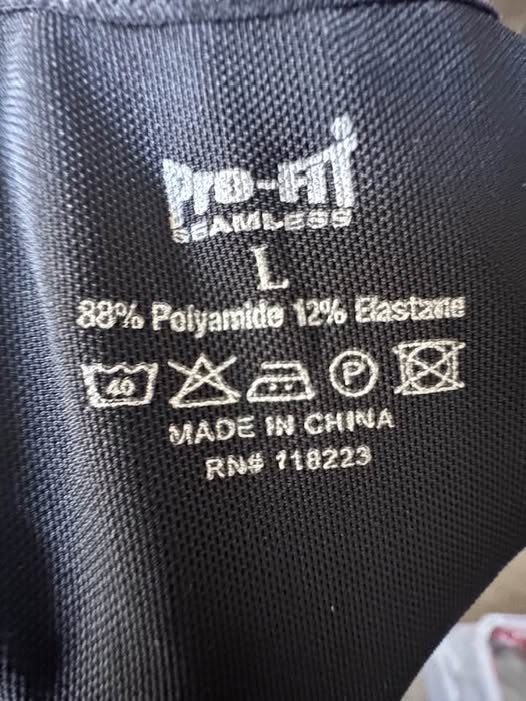 Pro-Fit
SEAMLESS
L
88% Polyamide 12% Elastane
40 P
MADE IN CHINA
RN# 118223